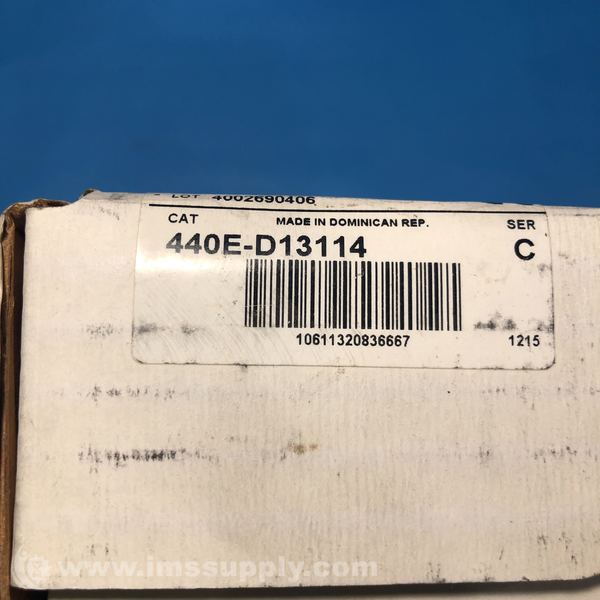 LOT 4002690406
CAT MADE IN DOMINICAN REP. SER
440E-D13114 C
10611320836667 1215
www.imssupply.com